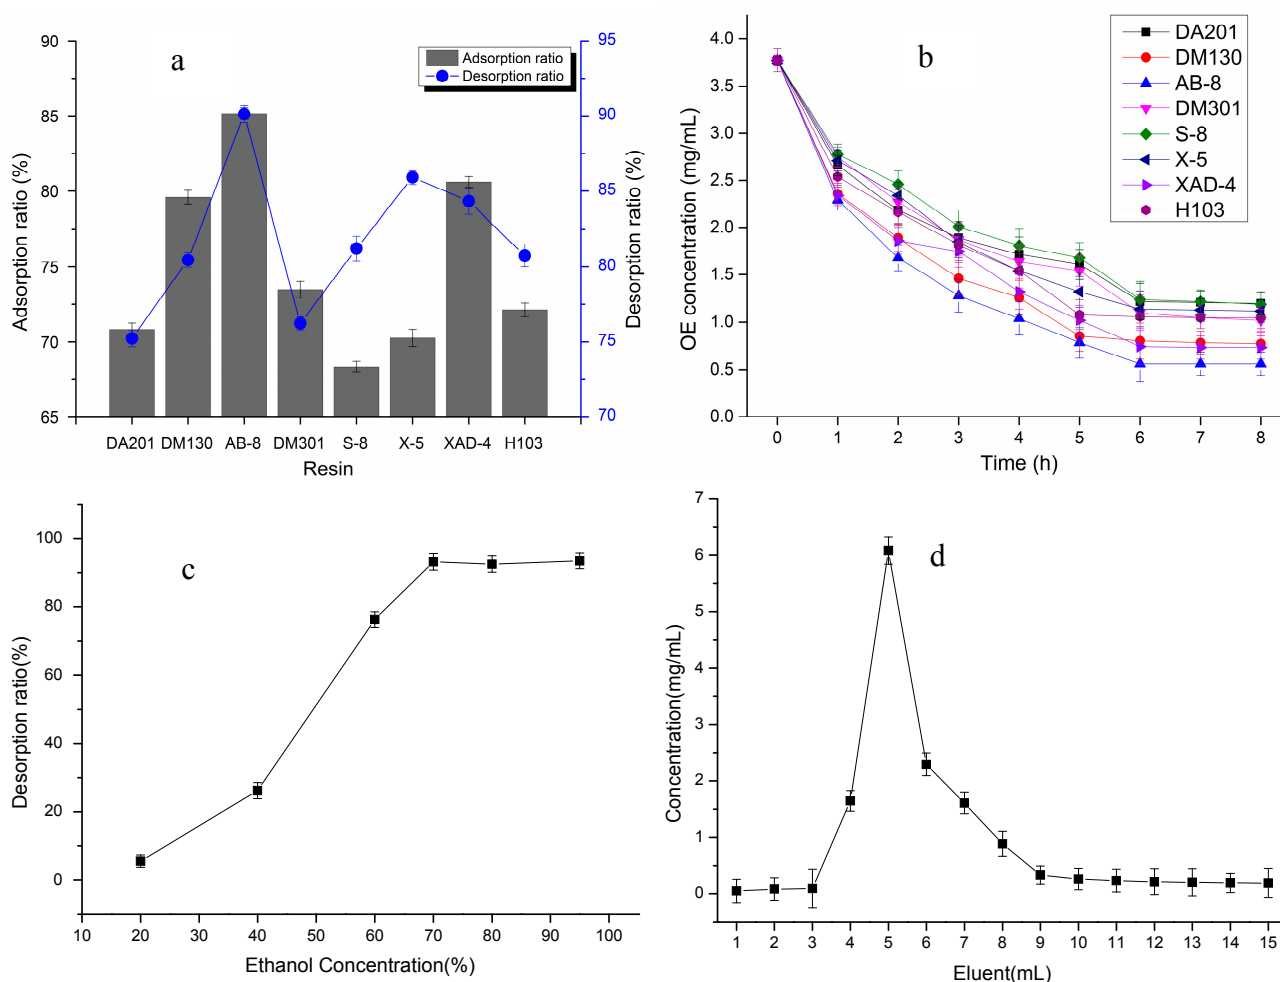 a
Adsorption ratio
Desorption ratio
90
85
80
75
70
65
Adsorption ratio (%)
95
90
85
80
75
70
Desorption ratio (%)
DA201 DM130 AB-8 DM301 S-8 X-5 XAD-4 H103
Resin
b
DA201
DM130
AB-8
DM301
S-8
X-5
XAD-4
H103
4.0
3.0
2.5
2.0
1.5
1.0
0.5
0.0
OE concentration (mg/mL)
0 1 2 3 4 5 6 7 8
Time (h)
c
100
80
60
40
20
0
Desorption ratio(%)
10 20 30 40 50 60 70 80 90 100
Ethanol Concentration(%)
d
7
6
5
4
3
2
1
0
Concentration(mg/mL)
1 2 3 4 5 6 7 8 9 10 11 12 13 14 15
Eluent(mL)